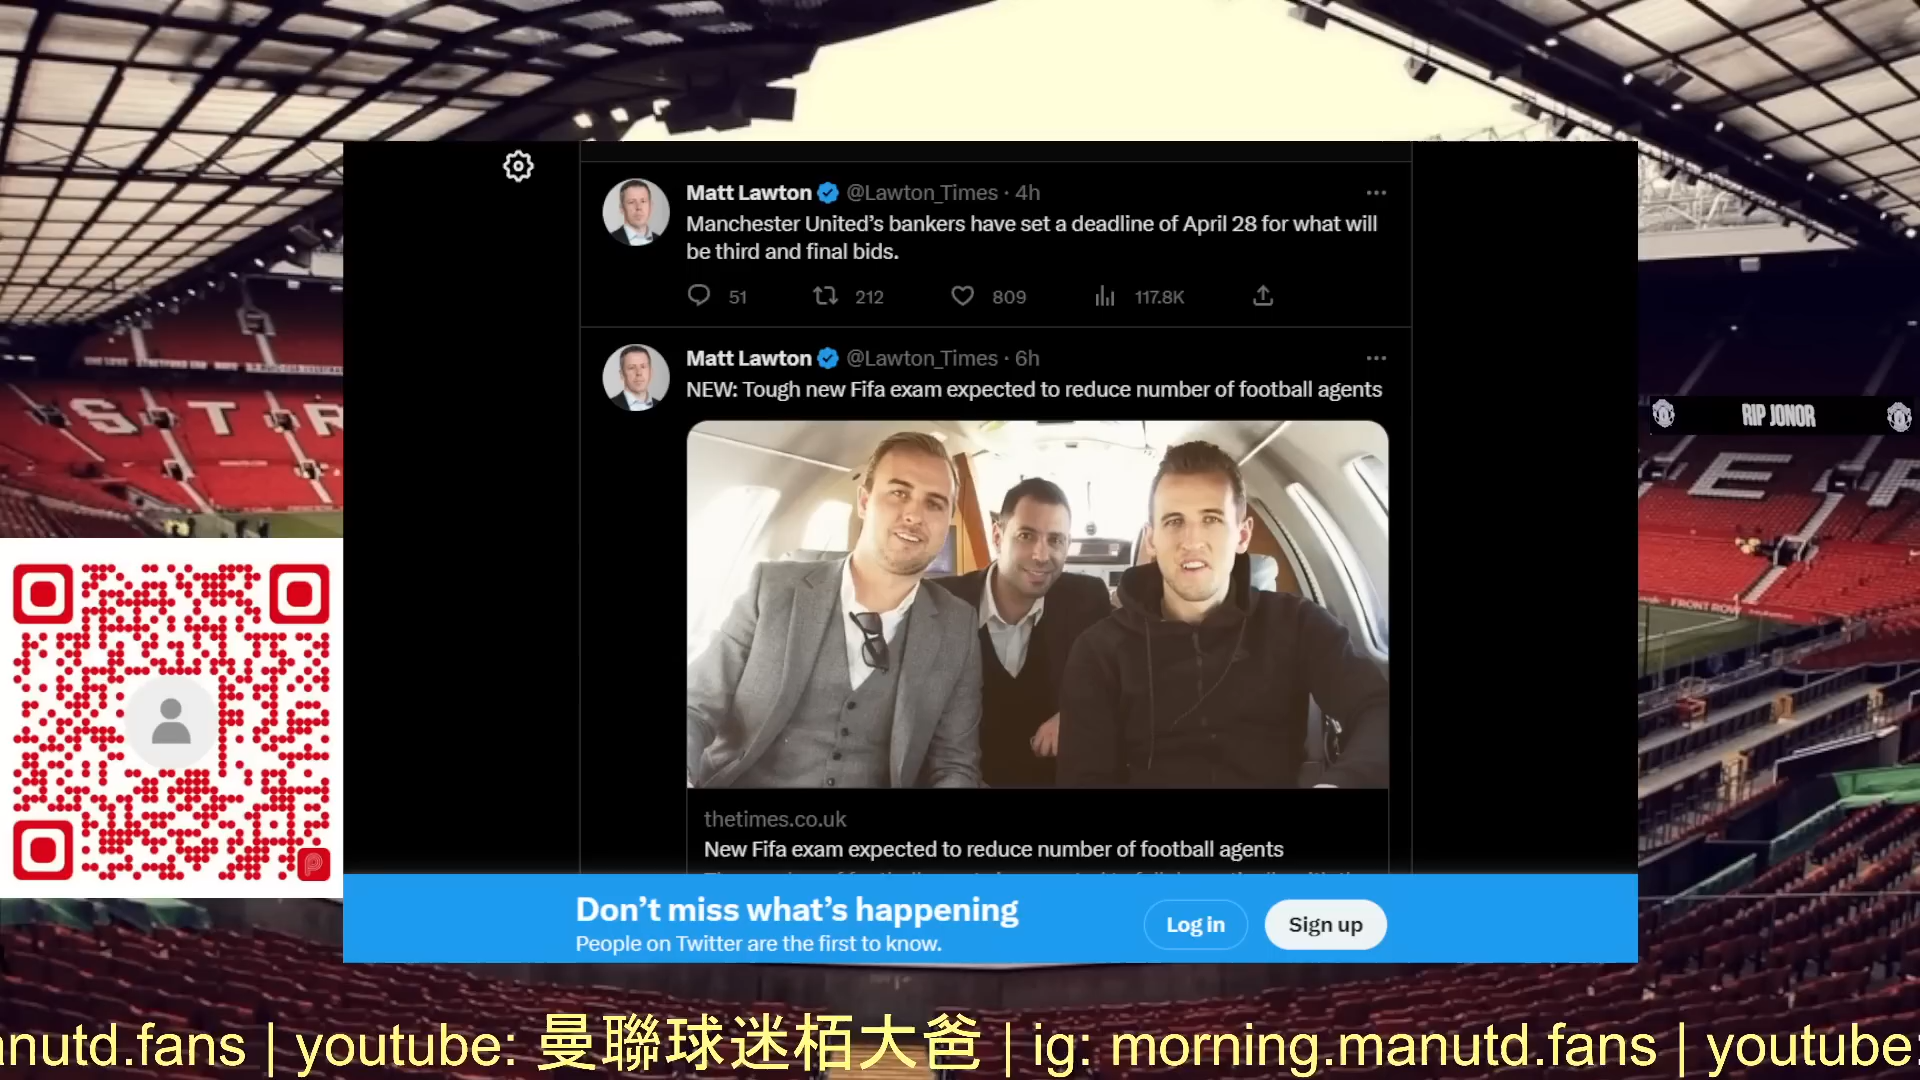 Matt Lawton @Lawton_Times · 4h
Manchester United's bankers have set a deadline of April 28 for what will
be third and final bids.
51 212 809 117.8K
Matt Lawton @Lawton_Times · 6h
NEW: Tough new Fifa exam expected to reduce number of football agents
thetimes.co.uk
New Fifa exam expected to reduce number of football agents
Don't miss what's happening
People on Twitter are the first to know.
Log in
Sign up
STR
RIP JONOR
E
FRONT ROW
anutd.fans | youtube: 曼聯球迷栢大爸 | ig: morning.manutd.fans | youtube: